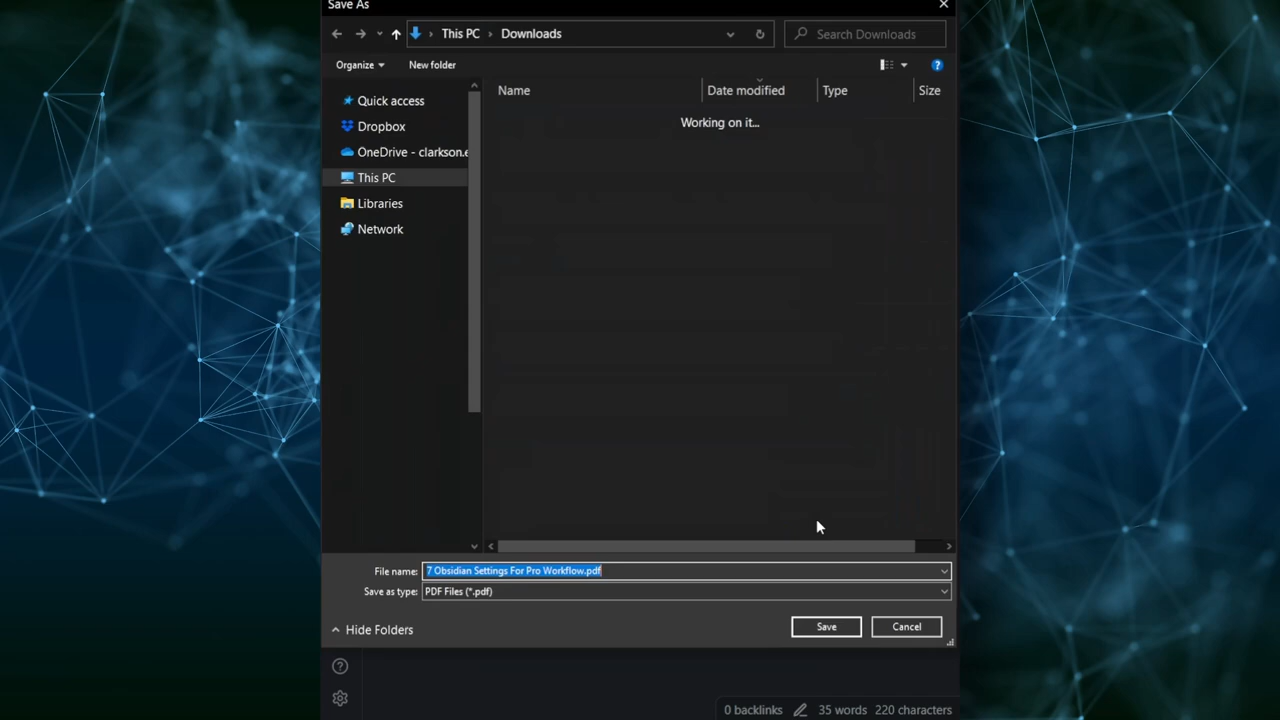 Save As
This PC > Downloads
Search Downloads
Organize
New folder
Name
Date modified
Type
Size
Working on it...
Quick access
Dropbox
OneDrive - clarkson.e
This PC
Libraries
Network
File name: 7 Obsidian Settings For Pro Workflow.pdf
Save as type: PDF Files (*.pdf)
Save
Cancel
Hide Folders
0 backlinks 35 words 220 characters